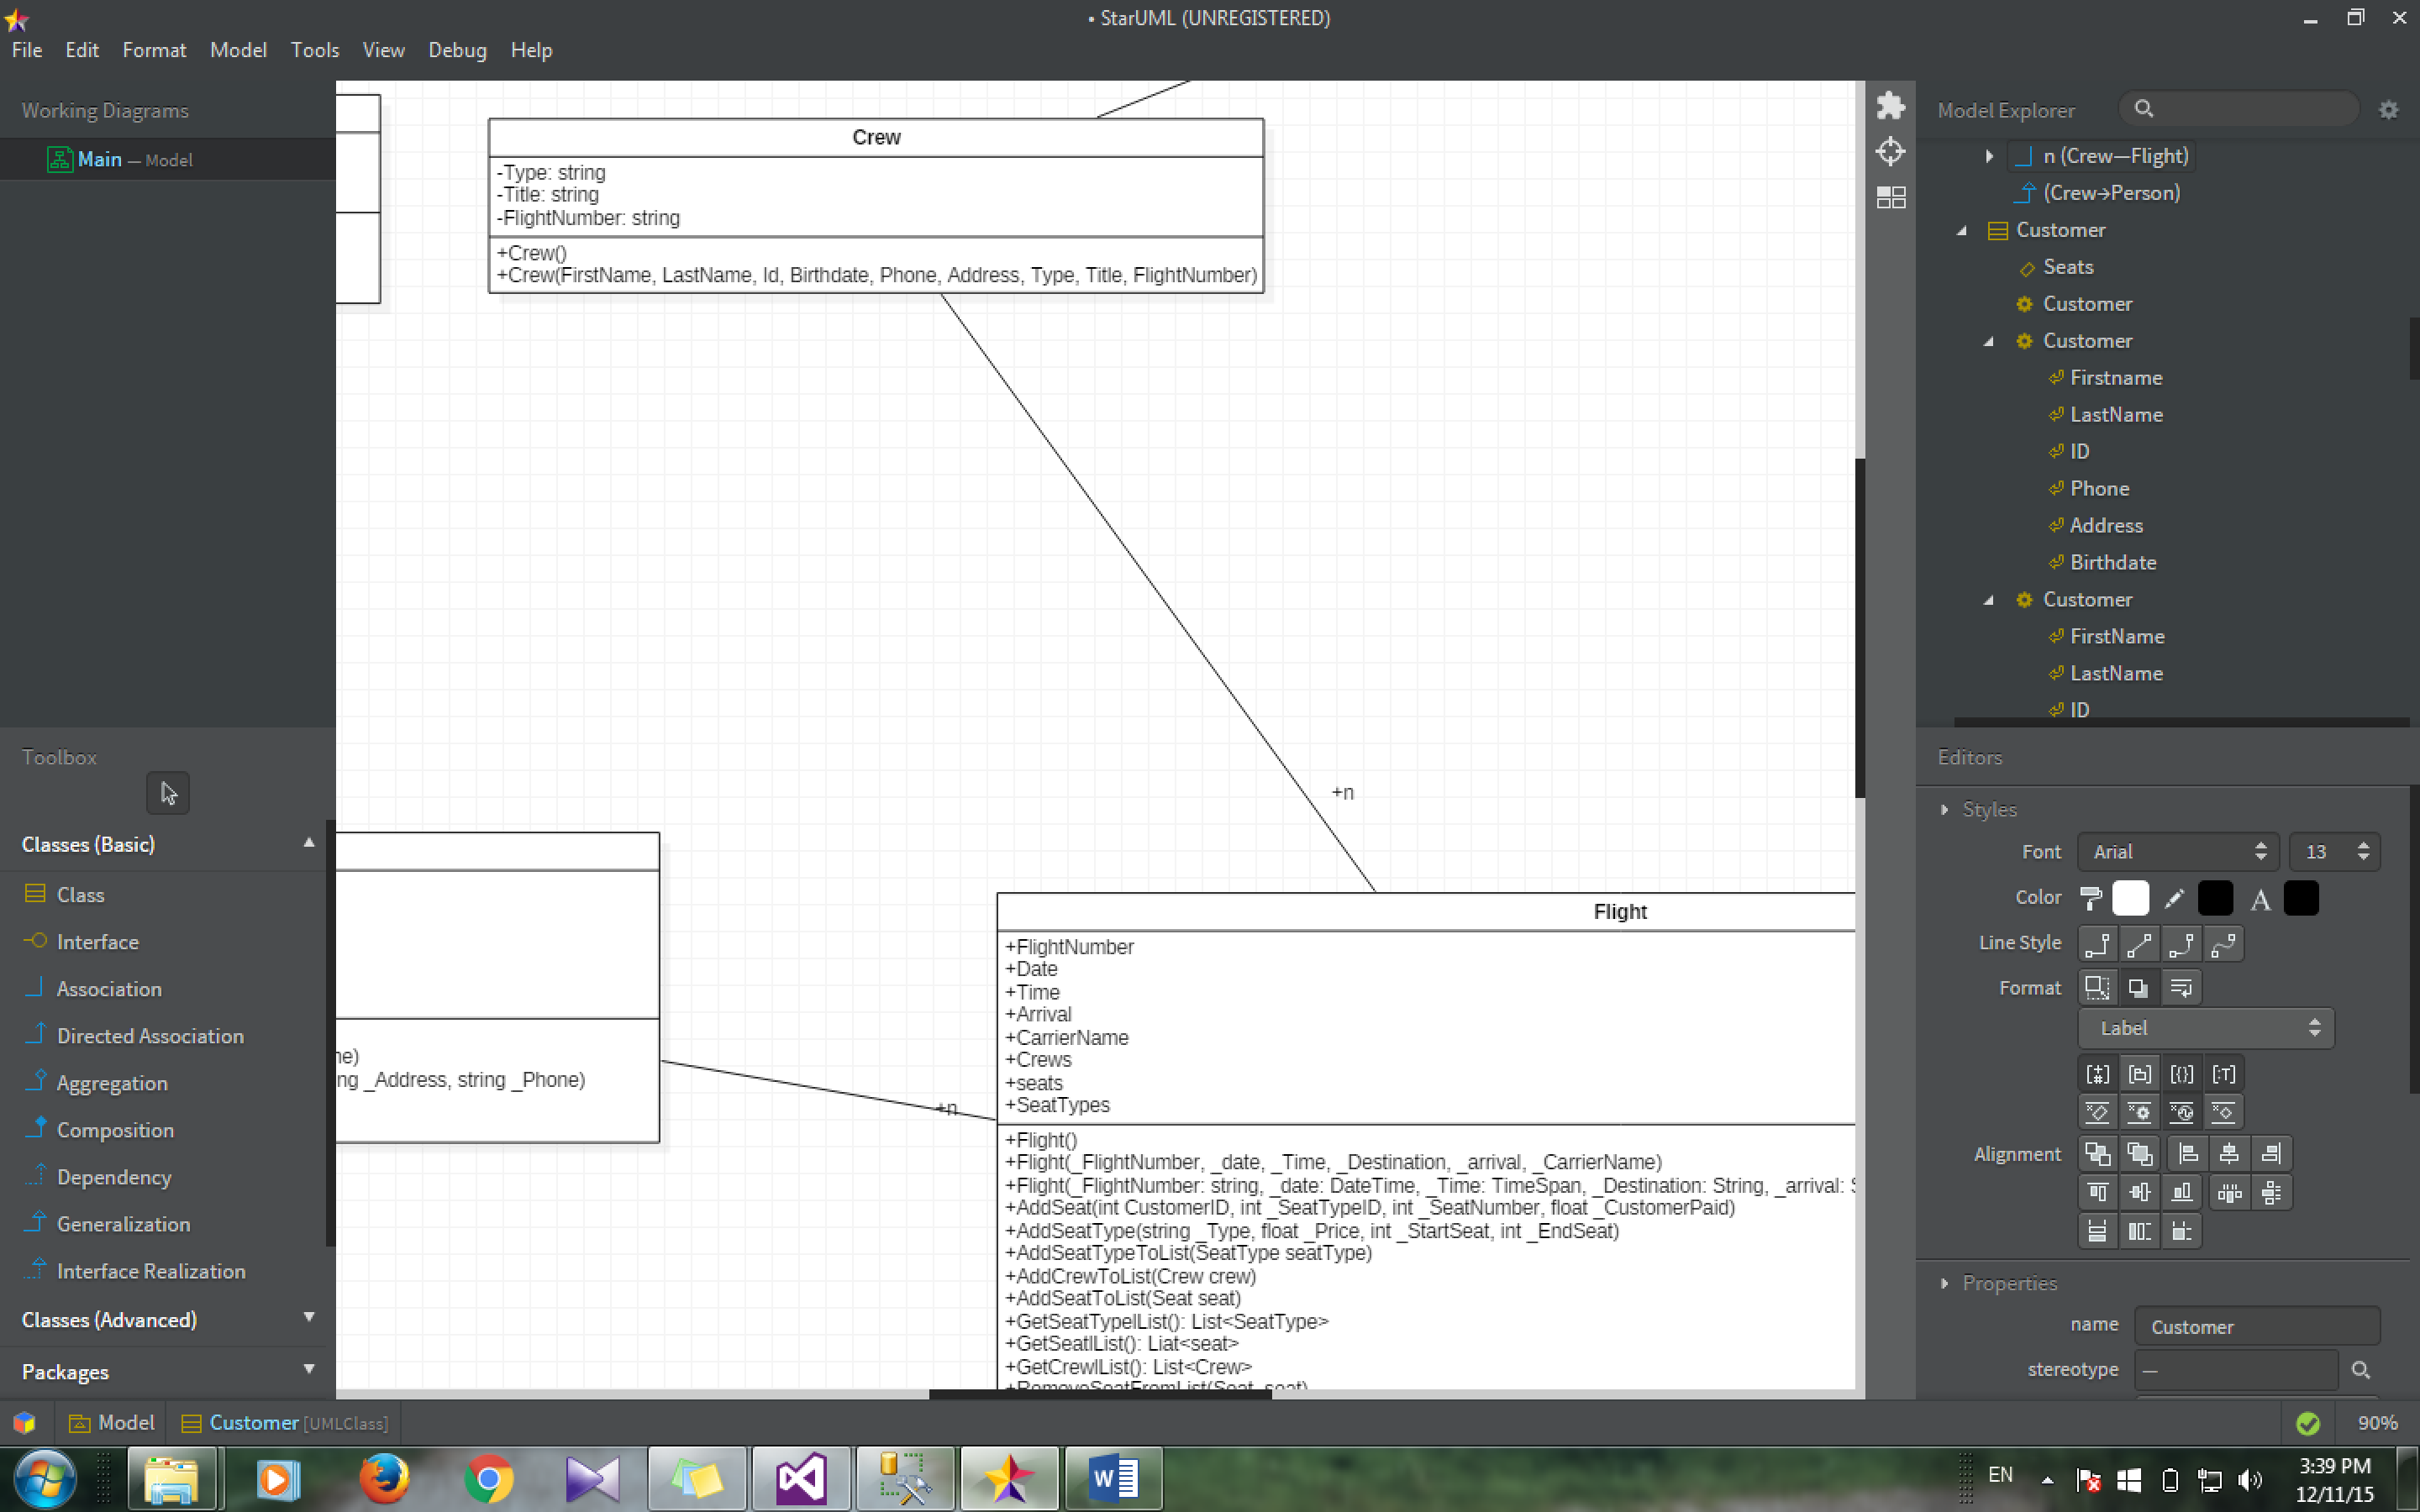 • StarUML (UNREGISTERED)
File Edit Format Model Tools View Debug Help
Working Diagrams
Main — Model
Toolbox
Classes (Basic)
Class
Interface
Association
Directed Association
Aggregation
Composition
Dependency
Generalization
Interface Realization
Classes (Advanced)
Packages
Crew
-Type: string
-Title: string
-FlightNumber: string
+Crew()
+Crew(FirstName, LastName, Id, Birthdate, Phone, Address, Type, Title, FlightNumber)
+n
ne)
ng _Address, string _Phone)
+n
Flight
+FlightNumber
+Date
+Time
+Arrival
+CarrierName
+Crews
+seats
+SeatTypes
+Flight()
+Flight(_FlightNumber, _date, _Time, _Destination, _arrival, _CarrierName)
+Flight(_FlightNumber: string, _date: DateTime, _Time: TimeSpan, _Destination: String, _arrival: S
+AddSeat(int CustomerID, int _SeatTypeID, int _SeatNumber, float _CustomerPaid)
+AddSeatType(string _Type, float _Price, int _StartSeat, int _EndSeat)
+AddSeatTypeToList(SeatType seatType)
+AddCrewToList(Crew crew)
+AddSeatToList(Seat seat)
+GetSeatTypelList(): List<SeatType>
+GetSeatlList(): Liat<seat>
+GetCrewlList(): List<Crew>
+RemoveSeatFromList(Seat seat)
Model Explorer
n (Crew—Flight)
(Crew→Person)
Customer
Seats
Customer
Customer
Firstname
LastName
ID
Phone
Address
Birthdate
Customer
FirstName
LastName
ID
Editors
Styles
Font Arial 13
Color A
Line Style
Format
Label
Alignment
Properties
name Customer
stereotype —
Model Customer [UMLClass] 90%
EN
3:39 PM
12/11/15